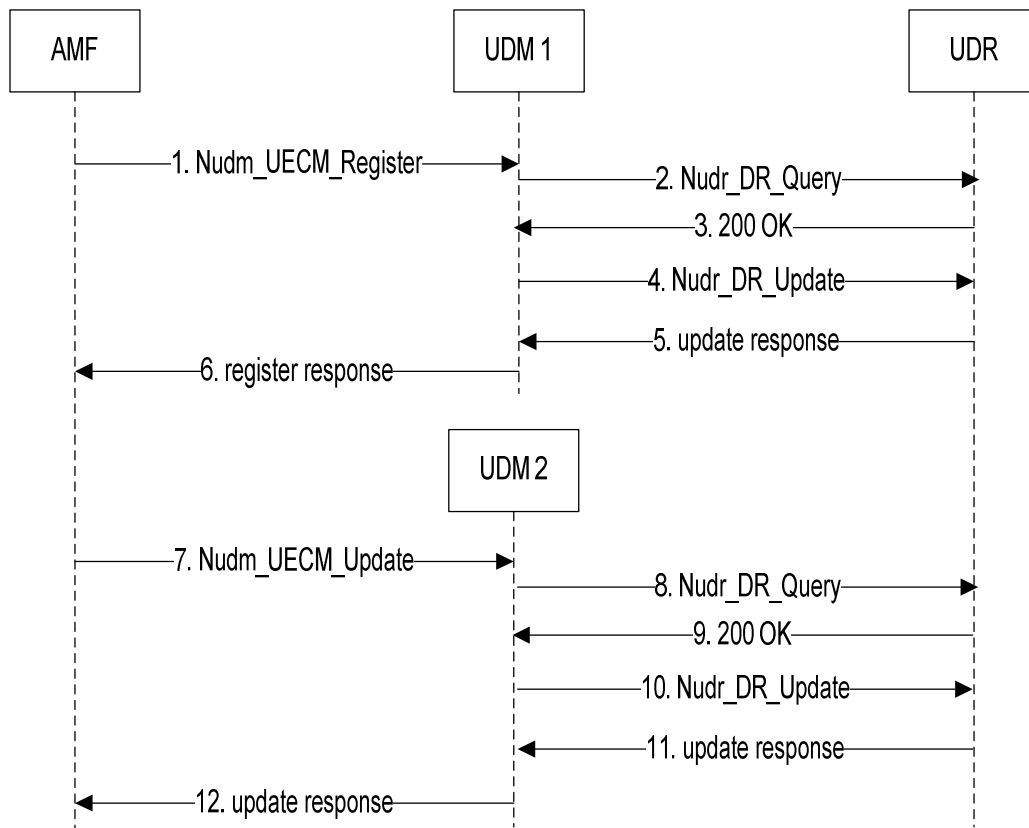 AMF
UDM 1
UDR
1. Nudm_UECM_Register
2. Nudr_DR_Query
3. 200 OK
4. Nudr_DR_Update
5. update response
6. register response
UDM 2
7. Nudm_UECM_Update
8. Nudr_DR_Query
9. 200 OK
10. Nudr_DR_Update
11. update response
12. update response